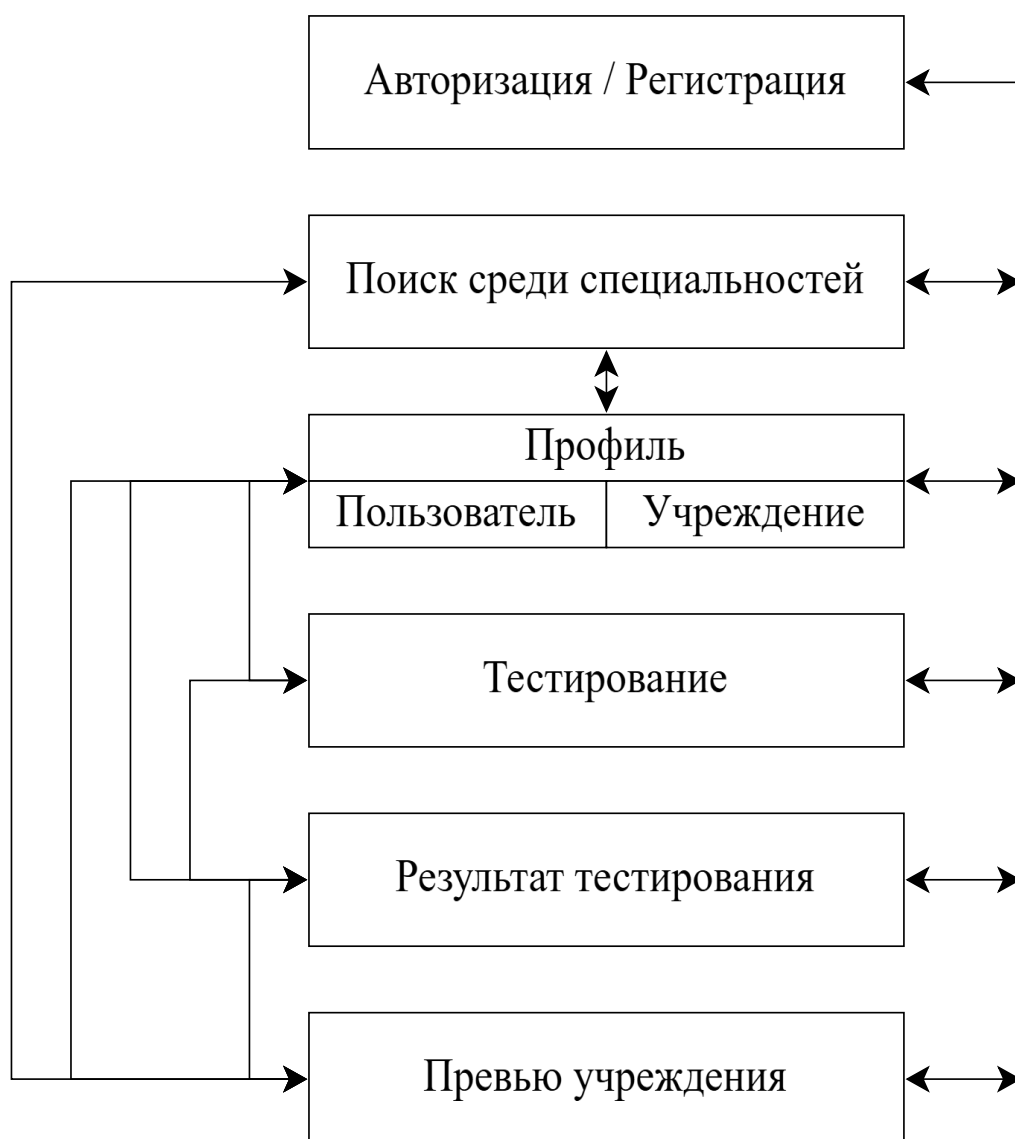 Авторизация / Регистрация
Поиск среди специальностей
Профиль
Пользователь
Учреждение
Тестирование
Результат тестирования
Превью учреждения